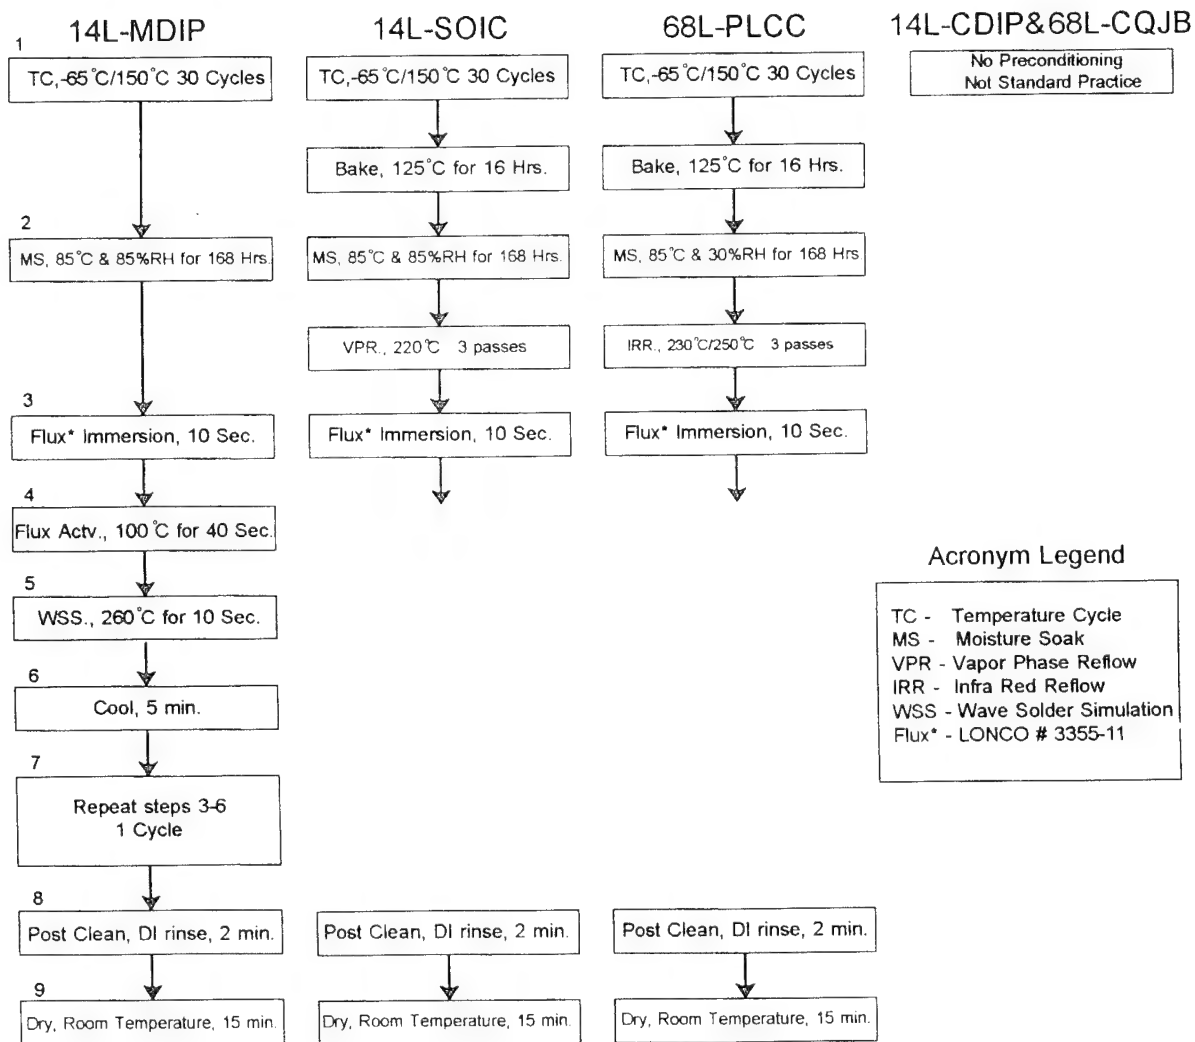 14L-MDIP
1
TC,-65°C/150°C 30 Cycles
2
MS, 85°C & 85%RH for 168 Hrs.
3
Flux* Immersion, 10 Sec.
4
Flux Actv., 100°C for 40 Sec.
5
WSS., 260°C for 10 Sec.
6
Cool, 5 min.
7
Repeat steps 3-6
1 Cycle
8
Post Clean, DI rinse, 2 min.
9
Dry, Room Temperature, 15 min.
14L-SOIC
TC,-65°C/150°C 30 Cycles
Bake, 125°C for 16 Hrs.
MS, 85°C & 85%RH for 168 Hrs.
VPR., 220°C 3 passes
Flux* Immersion, 10 Sec.
Post Clean, DI rinse, 2 min.
Dry, Room Temperature, 15 min.
68L-PLCC
TC,-65°C/150°C 30 Cycles
Bake, 125°C for 16 Hrs.
MS, 85°C & 30%RH for 168 Hrs
IRR., 230°C/250°C 3 passes
Flux* Immersion, 10 Sec.
Post Clean, DI rinse, 2 min.
Dry, Room Temperature, 15 min.
14L-CDIP&68L-CQJB
No Preconditioning
Not Standard Practice
Acronym Legend
TC - Temperature Cycle
MS - Moisture Soak
VPR - Vapor Phase Reflow
IRR - Infra Red Reflow
WSS - Wave Solder Simulation
Flux* - LONCO # 3355-11